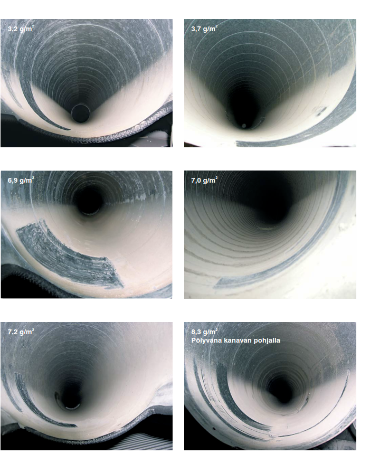 3,2 g/m²
3,7 g/m²
6,9 g/m²
7,0 g/m²
7,2 g/m²
8,3 g/m²
Pölyvana kanavan pohjalla